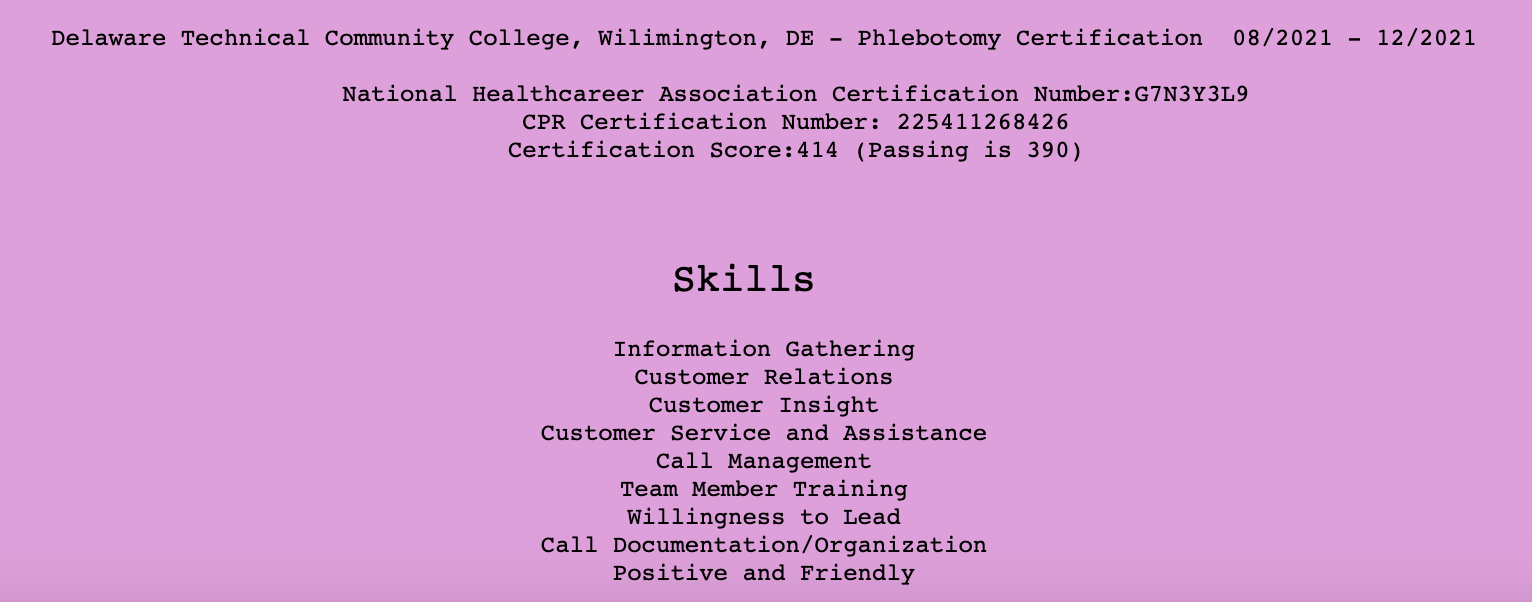 Delaware Technical Community College, Wilimington, DE - Phlebotomy Certification 08/2021 - 12/2021
National Healthcareer Association Certification Number:G7N3Y3L9
CPR Certification Number: 225411268426
Certification Score:414 (Passing is 390)
Skills
Information Gathering
Customer Relations
Customer Insight
Customer Service and Assistance
Call Management
Team Member Training
Willingness to Lead
Call Documentation/Organization
Positive and Friendly